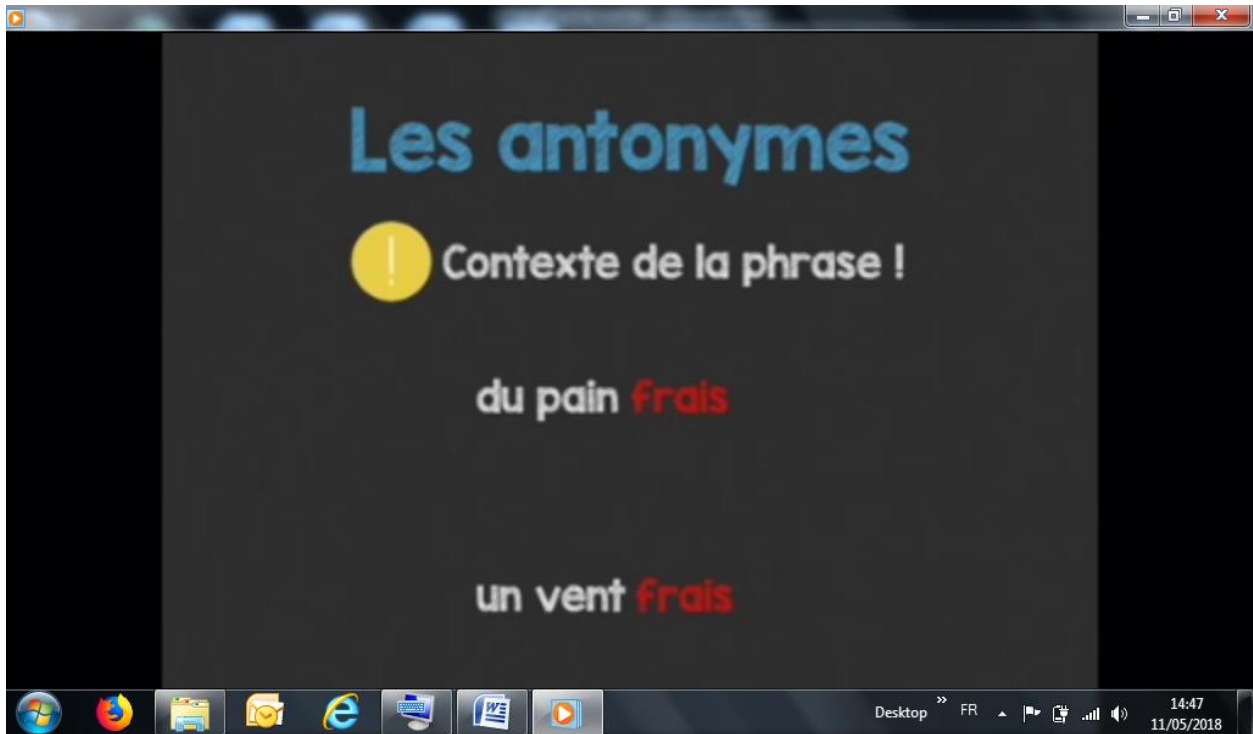 Les antonymes
! Contexte de la phrase !
du pain frais
un vent frais
Desktop » FR 14:47
11/05/2018